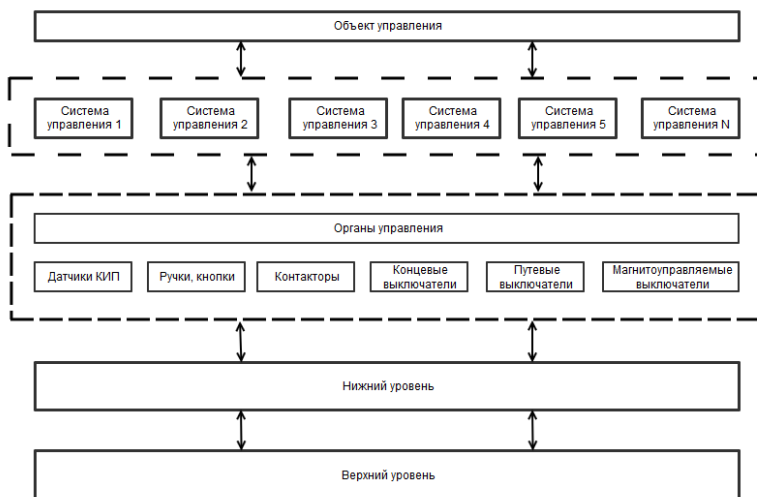 Объект управления
Система
управления 1
Система
управления 2
Система
управления 3
Система
управления 4
Система
управления 5
Система
управления N
Органы управления
Датчики КИП
Ручки, кнопки
Контакторы
Концевые
выключатели
Путевые
выключатели
Магнитоуправляемые
выключатели
Нижний уровень
Верхний уровень